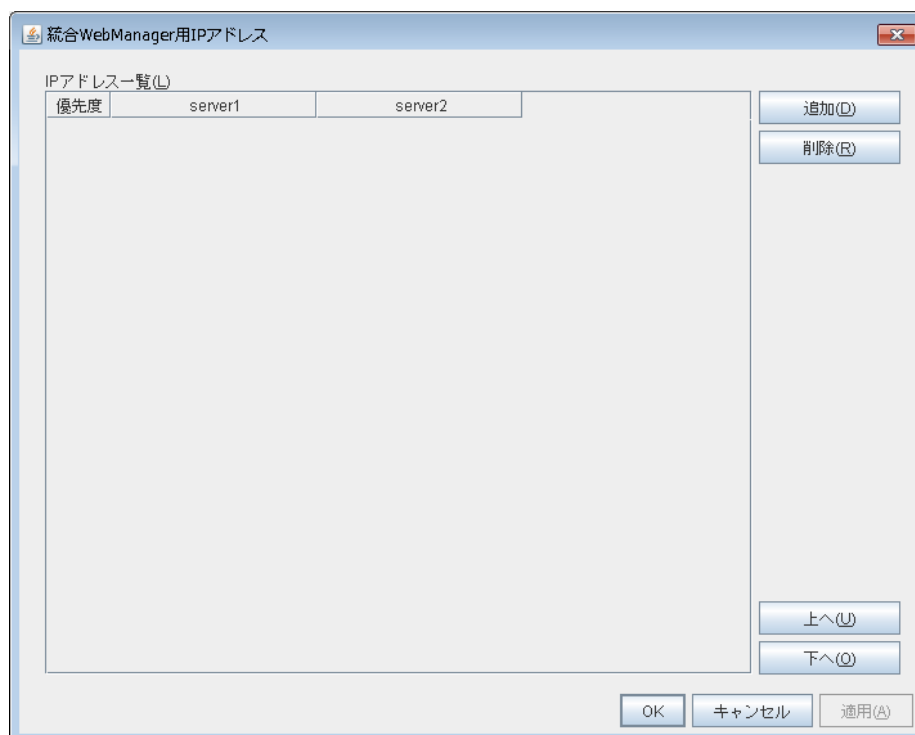 統合WebManager用IPアドレス
IPアドレス一覧(L)
優先度 server1 server2
追加(D)
削除(R)
上へ(U)
下へ(O)
OK キャンセル 適用(A)